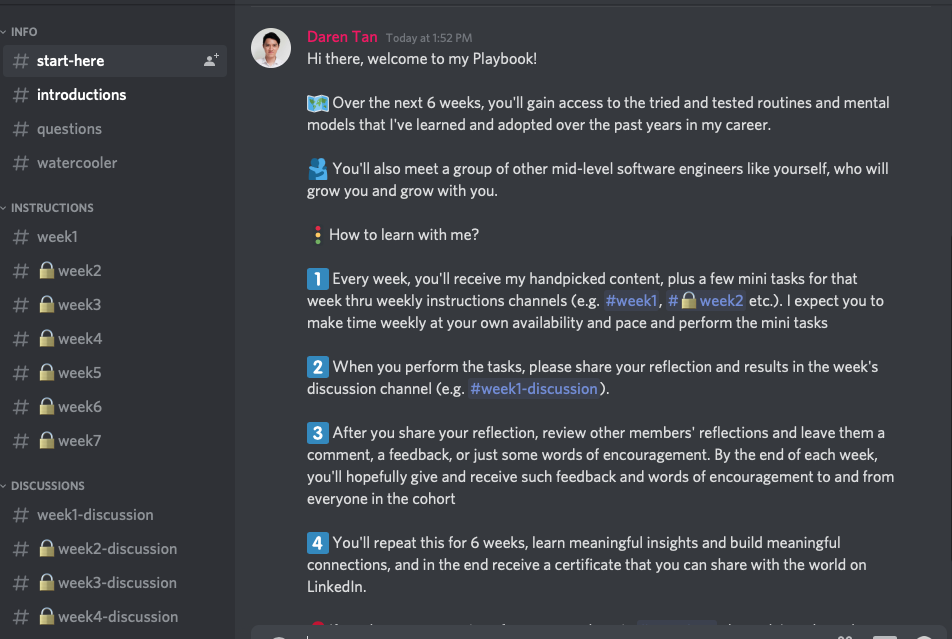 INFO
# start-here
# introductions
# questions
# watercooler
INSTRUCTIONS
# week1
# 🔒week2
# 🔒week3
# 🔒week4
# 🔒week5
# 🔒week6
# 🔒week7
DISCUSSIONS
# week1-discussion
# 🔒week2-discussion
# 🔒week3-discussion
# 🔒week4-discussion
Daren Tan Today at 1:52 PM
Hi there, welcome to my Playbook!
🗺️ Over the next 6 weeks, you'll gain access to the tried and tested routines and mental
models that I've learned and adopted over the past years in my career.
🫂 You'll also meet a group of other mid-level software engineers like yourself, who will
grow you and grow with you.
🚦 How to learn with me?
1️⃣ Every week, you'll receive my handpicked content, plus a few mini tasks for that
week thru weekly instructions channels (e.g. #week1, #🔒week2 etc.). I expect you to
make time weekly at your own availability and pace and perform the mini tasks
2️⃣ When you perform the tasks, please share your reflection and results in the week's
discussion channel (e.g. #week1-discussion).
3️⃣ After you share your reflection, review other members' reflections and leave them a
comment, a feedback, or just some words of encouragement. By the end of each week,
you'll hopefully give and receive such feedback and words of encouragement to and from
everyone in the cohort
4️⃣ You'll repeat this for 6 weeks, learn meaningful insights and build meaningful
connections, and in the end receive a certificate that you can share with the world on
LinkedIn.